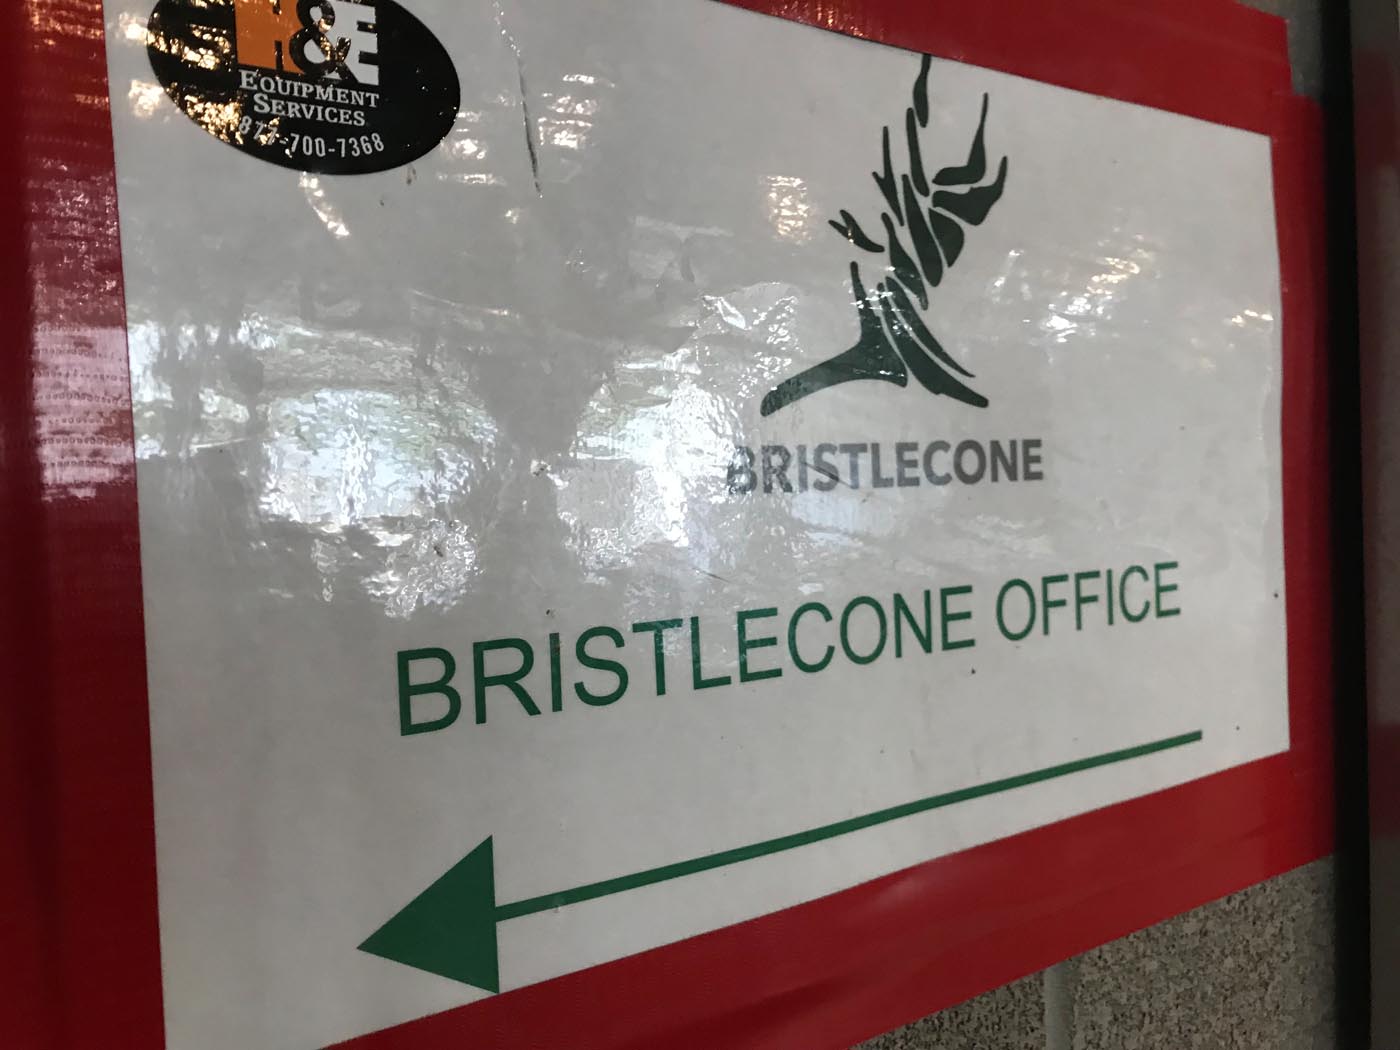 H&E
EQUIPMENT
SERVICES
877-700-7368
BRISTLECONE
BRISTLECONE OFFICE